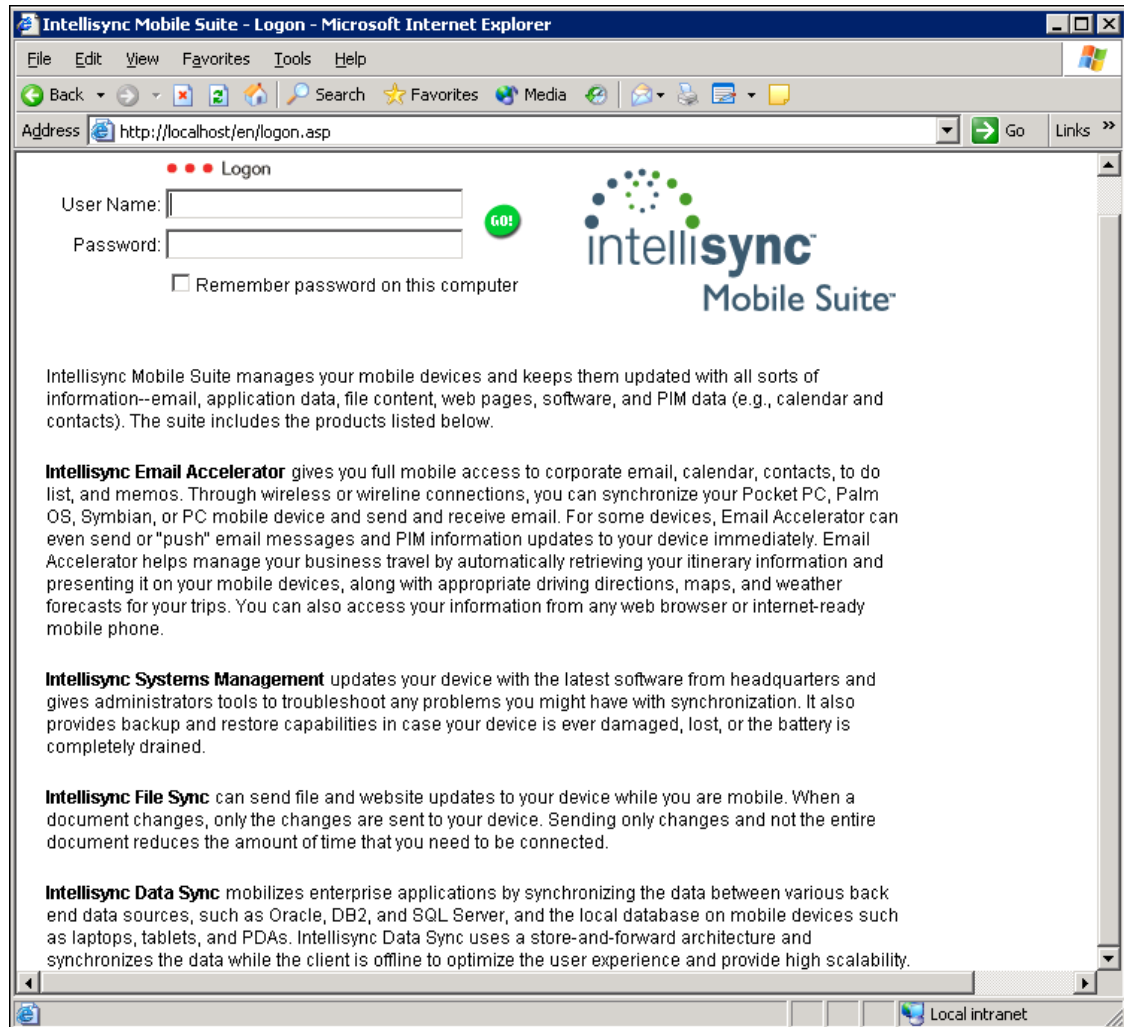 Intellisync Mobile Suite - Logon - Microsoft Internet Explorer
File Edit View Favorites Tools Help
Back Search Favorites Media
Address http://localhost/en/logon.asp Go Links »
Logon
User Name:
GO!
Password:
Remember password on this computer
intellisync™
Mobile Suite™
Intellisync Mobile Suite manages your mobile devices and keeps them updated with all sorts of
information--email, application data, file content, web pages, software, and PIM data (e.g., calendar and
contacts). The suite includes the products listed below.
Intellisync Email Accelerator gives you full mobile access to corporate email, calendar, contacts, to do
list, and memos. Through wireless or wireline connections, you can synchronize your Pocket PC, Palm
OS, Symbian, or PC mobile device and send and receive email. For some devices, Email Accelerator can
even send or "push" email messages and PIM information updates to your device immediately. Email
Accelerator helps manage your business travel by automatically retrieving your itinerary information and
presenting it on your mobile devices, along with appropriate driving directions, maps, and weather
forecasts for your trips. You can also access your information from any web browser or internet-ready
mobile phone.
Intellisync Systems Management updates your device with the latest software from headquarters and
gives administrators tools to troubleshoot any problems you might have with synchronization. It also
provides backup and restore capabilities in case your device is ever damaged, lost, or the battery is
completely drained.
Intellisync File Sync can send file and website updates to your device while you are mobile. When a
document changes, only the changes are sent to your device. Sending only changes and not the entire
document reduces the amount of time that you need to be connected.
Intellisync Data Sync mobilizes enterprise applications by synchronizing the data between various back
end data sources, such as Oracle, DB2, and SQL Server, and the local database on mobile devices such
as laptops, tablets, and PDAs. Intellisync Data Sync uses a store-and-forward architecture and
synchronizes the data while the client is offline to optimize the user experience and provide high scalability.
Local intranet